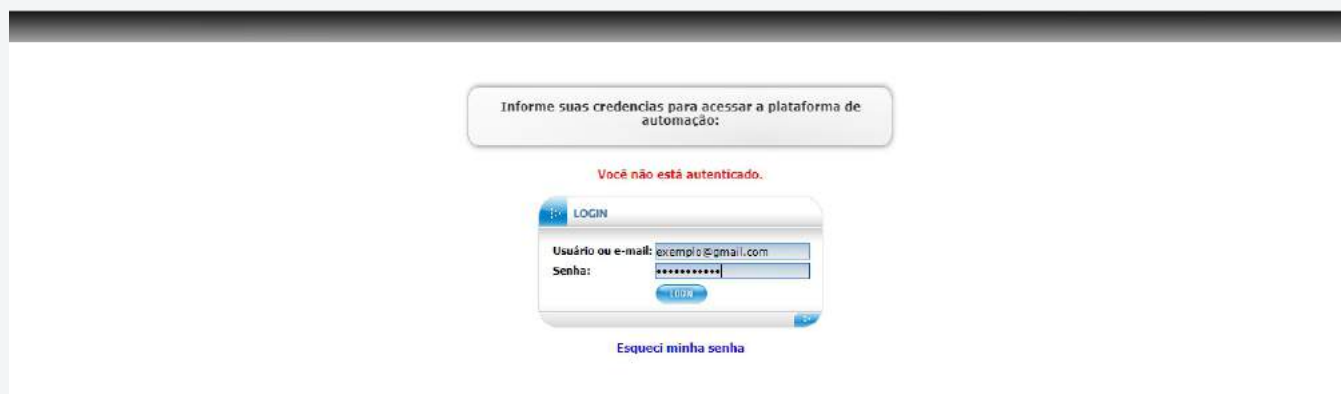 Informe suas credencias para acessar a plataforma de
automação:
Você não está autenticado.
LOGIN
Usuário ou e-mail: exemplo@gmail.com
Senha: •••••••••••
LOGIN
Esqueci minha senha